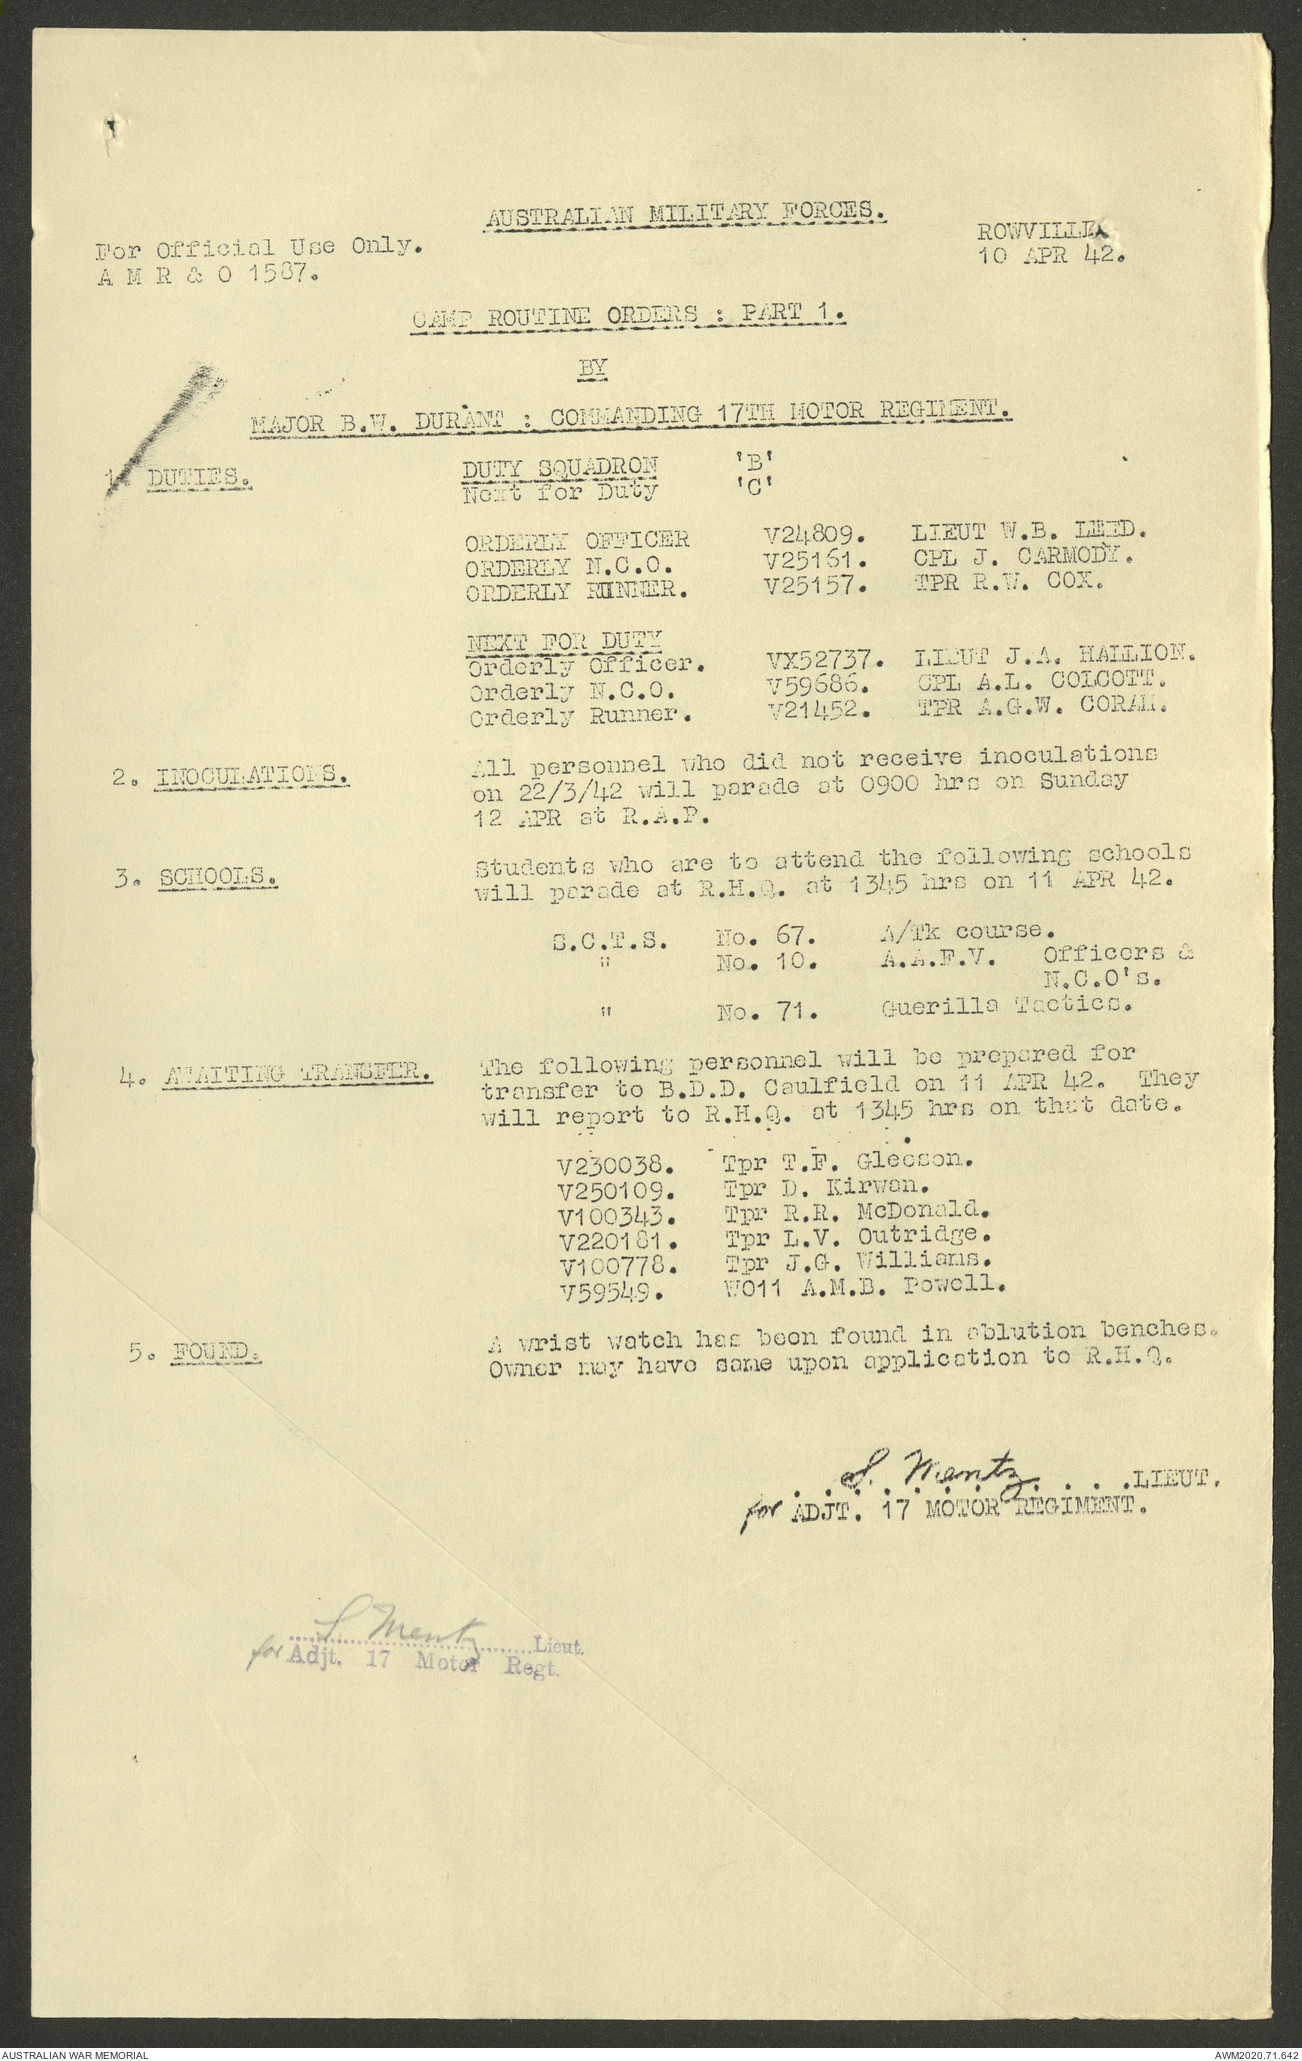 AUSTRALIAN MILITARY FORCES.
ROWVILLE
10 APR 42.
For Official Use Only.
A M R & O 1587.
CAMP ROUTINE ORDERS : PART 1.
BY
MAJOR B.W. DURANT : COMMANDING 17TH MOTOR REGIMENT.
1. DUTIES. DUTY SQUADRON 'B'
Next for Duty 'C'
ORDERLY OFFICER V24809. LIEUT W.B. LEED.
ORDERLY N.C.O. V25161. CPL J. CARMODY.
ORDERLY RUNNER. V25157. TPR R.W. COX.
NEXT FOR DUTY
Orderly Officer. VX52737. LIEUT J.A. HALLION.
Orderly N.C.O. V59686. CPL A.L. COLCOTT.
Orderly Runner. V21452. TPR A.G.W. CORAM.
2. INOCULATIONS. All personnel who did not receive inoculations
on 22/3/42 will parade at 0900 hrs on Sunday
12 APR at R.A.P.
3. SCHOOLS. Students who are to attend the following schools
will parade at R.H.Q. at 1345 hrs on 11 APR 42.
S.C.T.S. No. 67. A/Tk course.
" No. 10. A.A.F.V. Officers &
N.C.O's.
" No. 71. Guerilla Tactics.
4. AWAITING TRANSFER. The following personnel will be prepared for
transfer to B.D.D. Caulfield on 11 APR 42. They
will report to R.H.Q. at 1345 hrs on that date.
V230038. Tpr T.F. Gleeson.
V250109. Tpr D. Kirwan.
V100343. Tpr R.R. McDonald.
V220181. Tpr L.V. Outridge.
V100778. Tpr J.G. Williams.
V59549. WO11 A.M.B. Powell.
5. FOUND. A wrist watch has been found in ablution benches.
Owner may have same upon application to R.H.Q.
S. Mentz LIEUT.
for ADJT. 17 MOTOR REGIMENT.
S Mentz Lieut.
for Adjt. 17 Motor Regt.
AUSTRALIAN WAR MEMORIAL
AWM2020.71.642